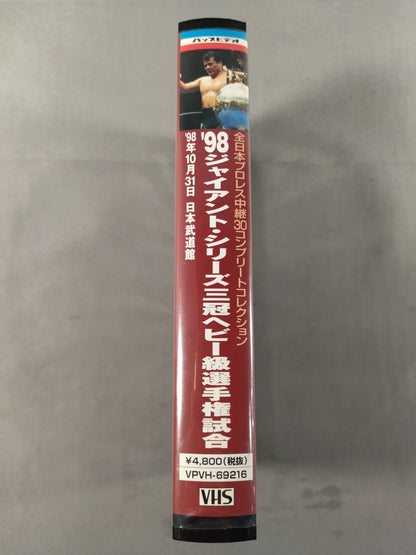 バップビデオ
全日本プロレス中継30コンプリートコレクション
'98ジャイアント・シリーズ三冠ヘビー級選手権試合
'98年10月31日 日本武道館
¥4,800(税抜)
VPVH-69216
VHS